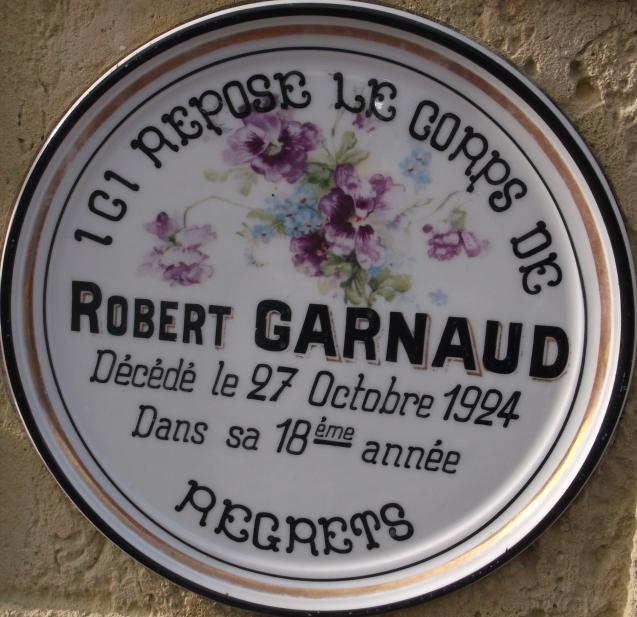 ICI REPOSE LE CORPS DE
ROBERT GARNAUD
Décédé le 27 Octobre 1924
Dans sa 18ème année
REGRETS